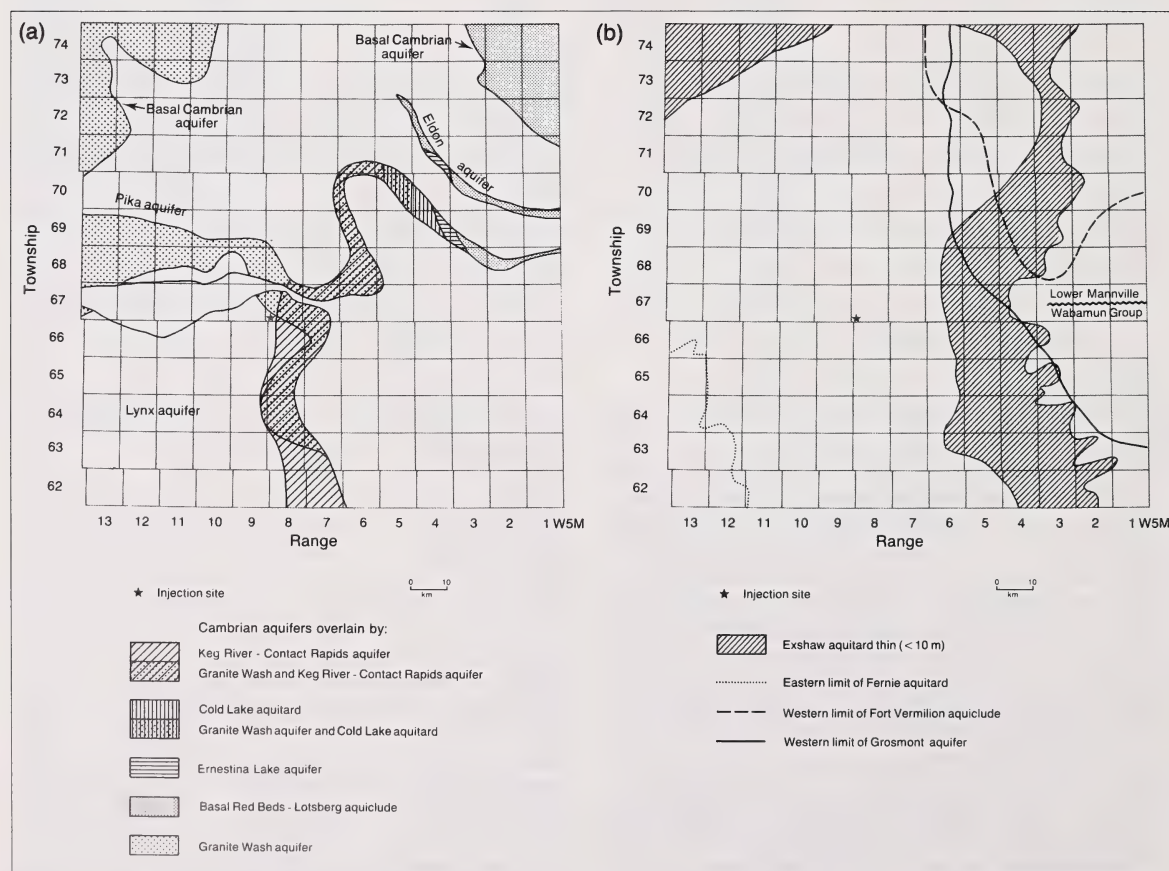 (a)
74
73
72
71
70
69
68
67
66
65
64
63
62
Township
13 12 11 10 9 8 7 6 5 4 3 2 1 W5M
Range
Basal Cambrian
aquifer
Basal Cambrian
aquifer
Eldon
aquifer
Pika aquifer
Lynx aquifer
0 10
km
★ Injection site
Cambrian aquifers overlain by:
Keg River - Contact Rapids aquifer
Granite Wash and Keg River - Contact Rapids aquifer
Cold Lake aquitard
Granite Wash aquifer and Cold Lake aquitard
Ernestina Lake aquifer
Basal Red Beds - Lotsberg aquiclude
Granite Wash aquifer
(b)
74
73
72
71
70
69
68
67
66
65
64
63
62
Township
13 12 11 10 9 8 7 6 5 4 3 2 1 W5M
Range
Lower Mannville
Wabamun Group
0 10
km
★ Injection site
Exshaw aquitard thin (< 10 m)
Eastern limit of Fernie aquitard
Western limit of Fort Vermilion aquiclude
Western limit of Grosmont aquifer